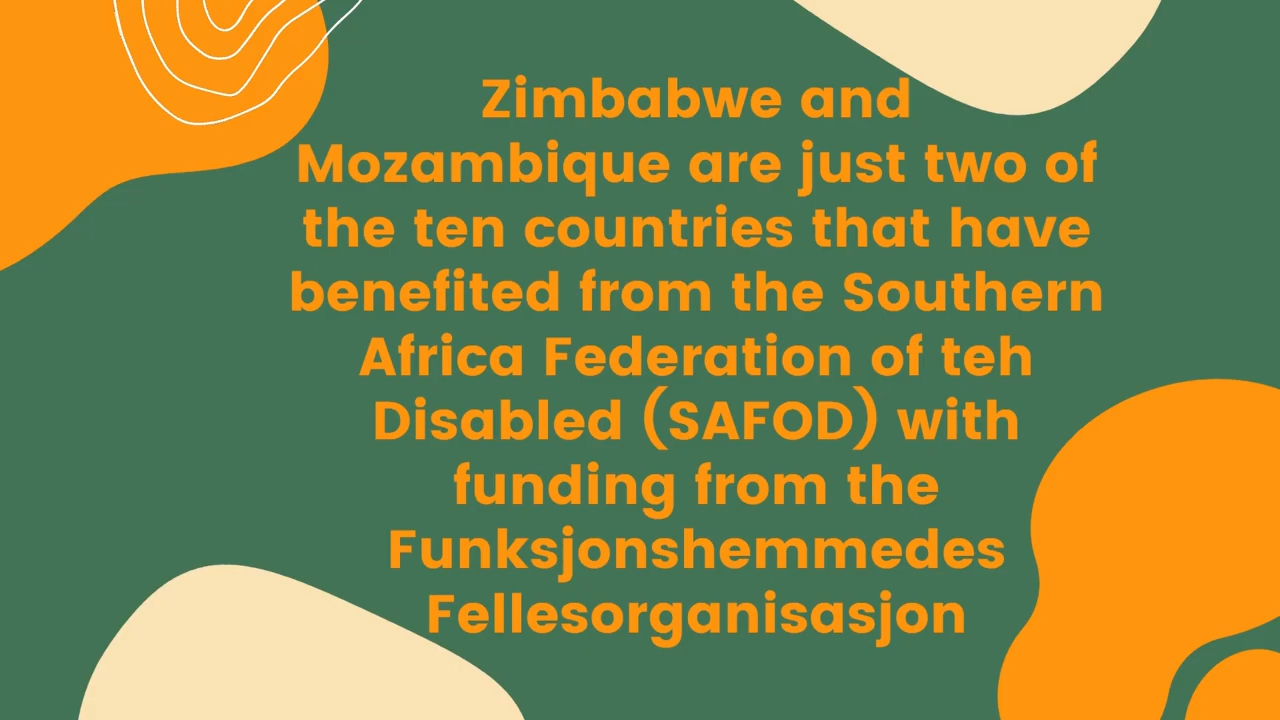 Zimbabwe and
Mozambique are just two of
the ten countries that have
benefited from the Southern
Africa Federation of teh
Disabled (SAFOD) with
funding from the
Funksjonshemmedes
Fellesorganisasjon